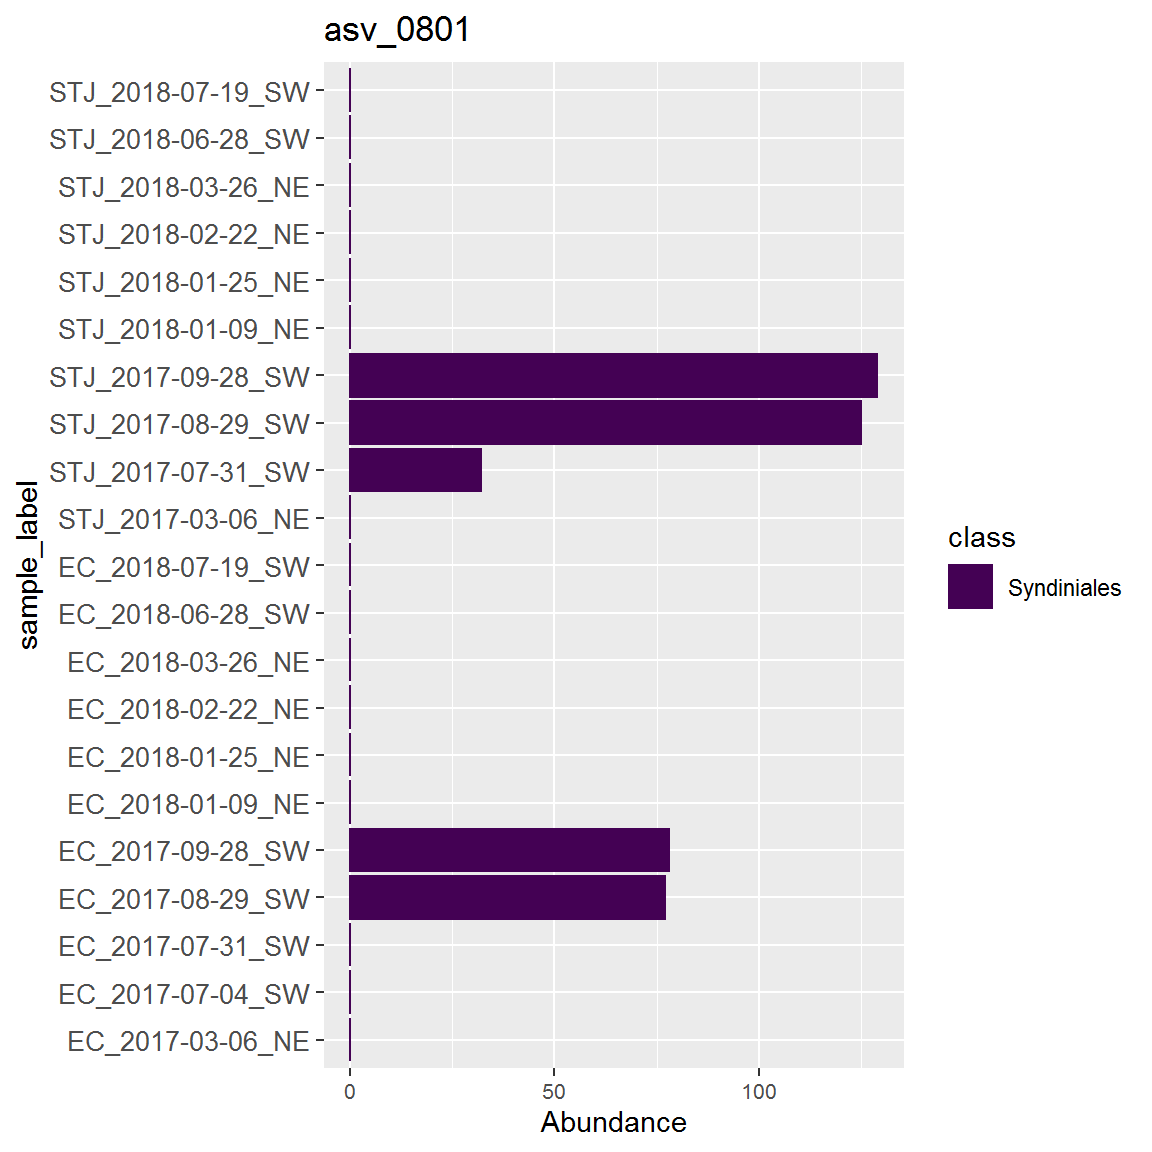 asv_0801
STJ_2018-07-19_SW
STJ_2018-06-28_SW
STJ_2018-03-26_NE
STJ_2018-02-22_NE
STJ_2018-01-25_NE
STJ_2018-01-09_NE
STJ_2017-09-28_SW
STJ_2017-08-29_SW
STJ_2017-07-31_SW
STJ_2017-03-06_NE
EC_2018-07-19_SW
EC_2018-06-28_SW
EC_2018-03-26_NE
EC_2018-02-22_NE
EC_2018-01-25_NE
EC_2018-01-09_NE
EC_2017-09-28_SW
EC_2017-08-29_SW
EC_2017-07-31_SW
EC_2017-07-04_SW
EC_2017-03-06_NE
sample_label
0 50 100
Abundance
class
Syndiniales